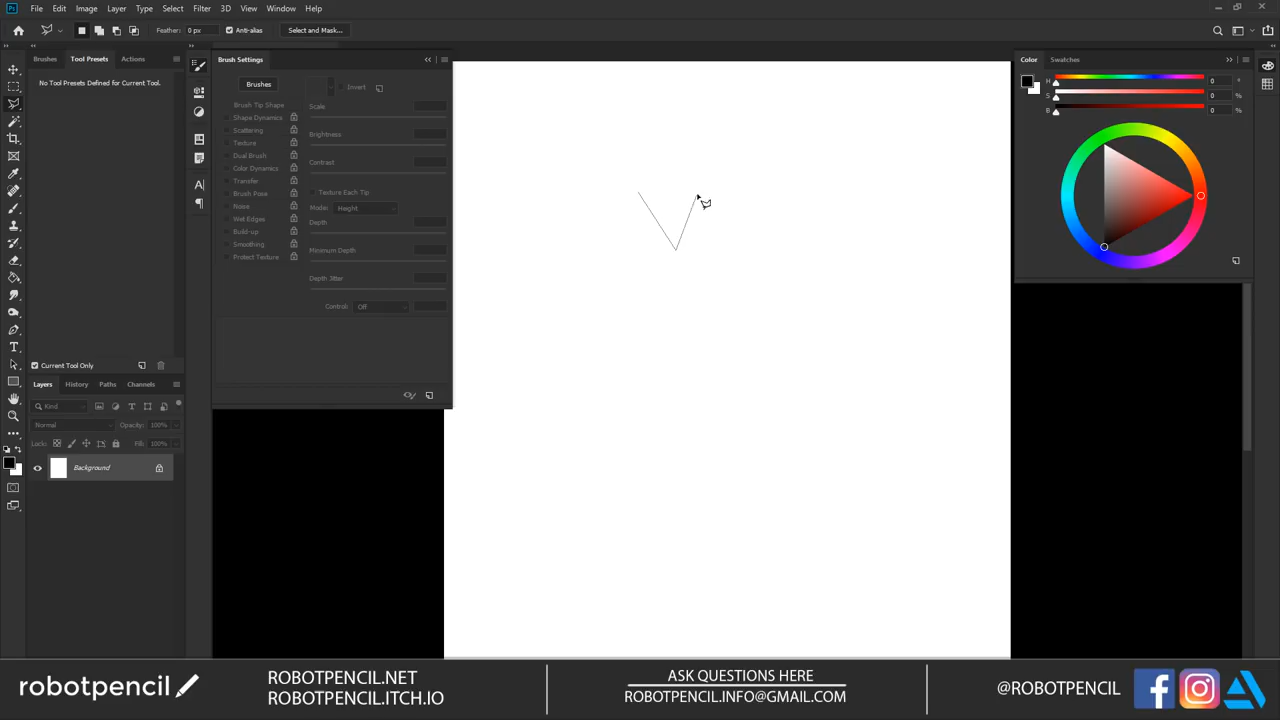 Ps File Edit Image Layer Type Select Filter 3D View Window Help
Feather: 0 px Anti-alias Select and Mask...
Brushes Tool Presets Actions
No Tool Presets Defined for Current Tool.
Current Tool Only
Layers History Paths Channels
Kind
Normal Opacity: 100%
Lock: Fill: 100%
Background
Brush Settings
Brushes Invert
Brush Tip Shape
Shape Dynamics
Scattering
Texture
Dual Brush
Color Dynamics
Transfer
Brush Pose
Noise
Wet Edges
Build-up
Smoothing
Protect Texture
Scale
Brightness
Contrast
Texture Each Tip
Mode: Height
Depth
Minimum Depth
Depth Jitter
Control: Off
Color Swatches
H 0 °
S 0 %
B 0 %
robotpencil
ROBOTPENCIL.NET
ROBOTPENCIL.ITCH.IO
ASK QUESTIONS HERE
ROBOTPENCIL.INFO@GMAIL.COM
@ROBOTPENCIL